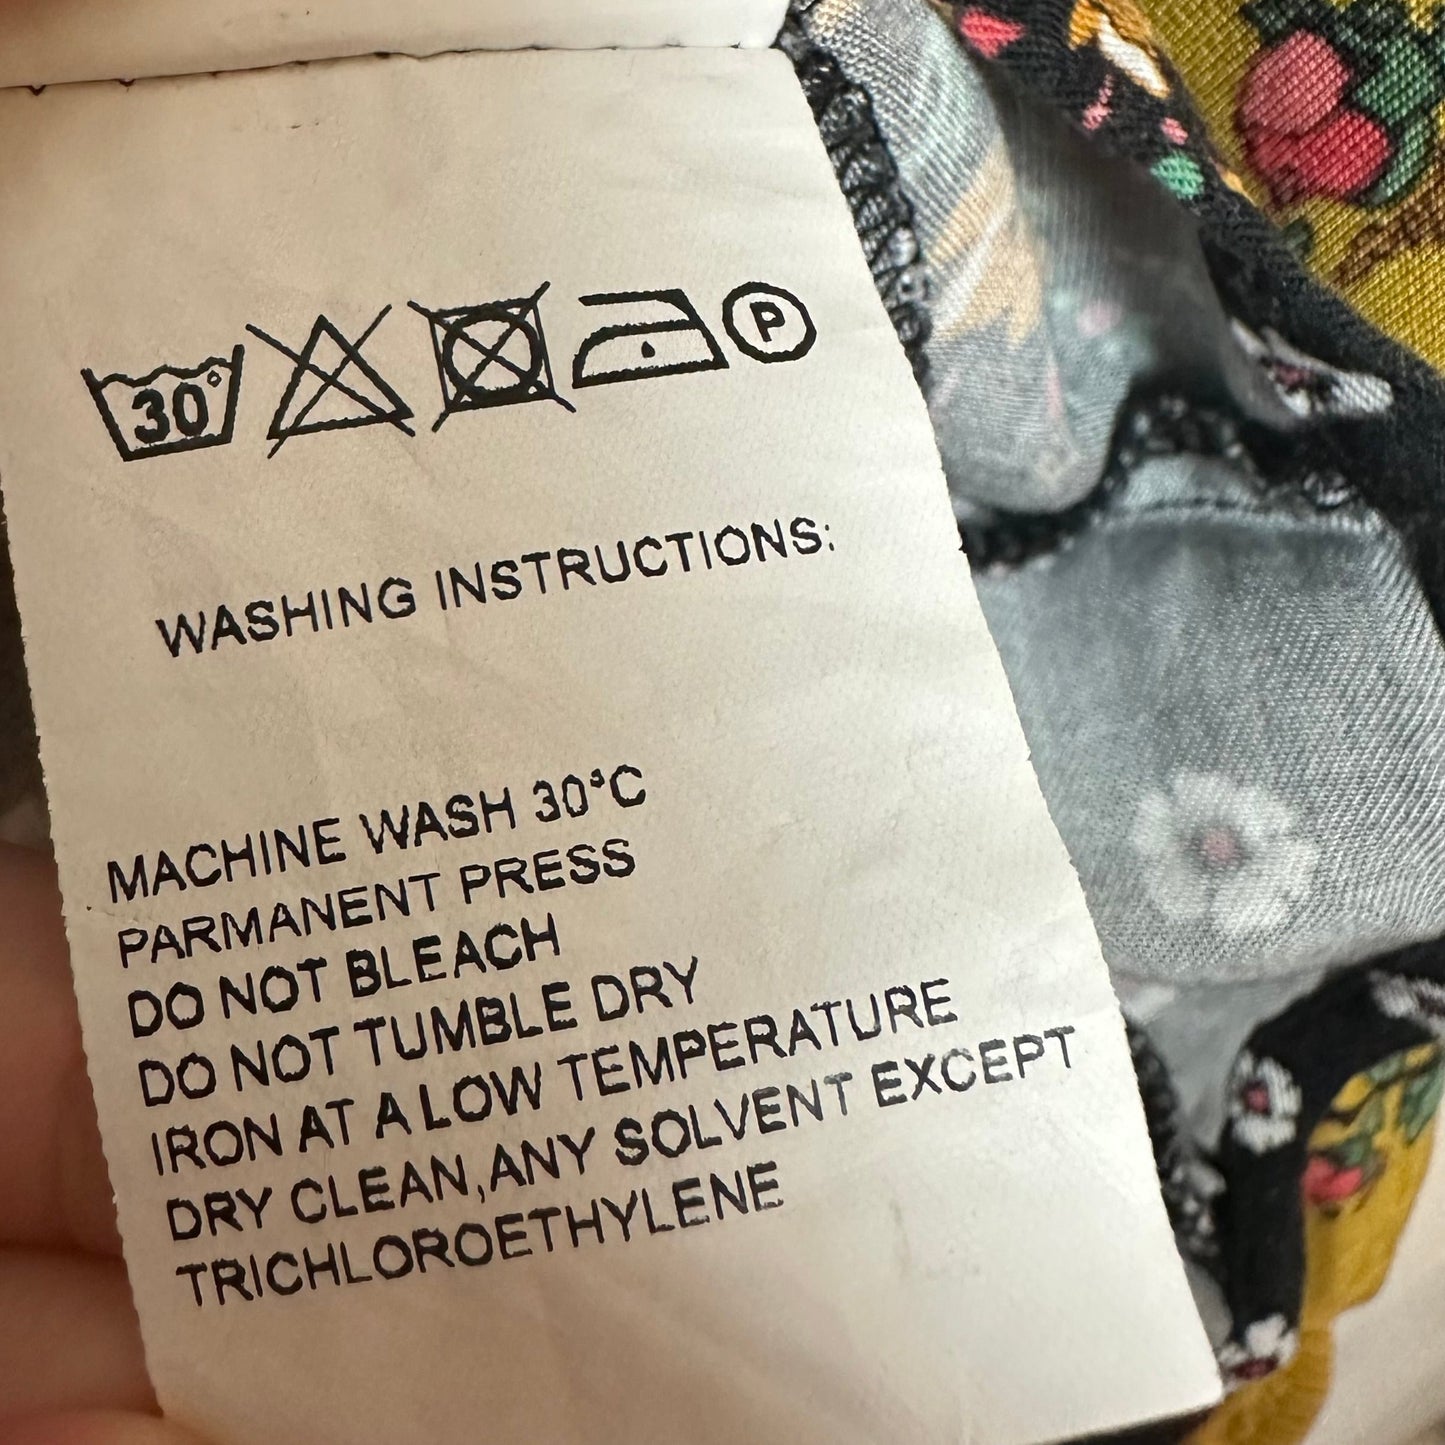 30°
P
WASHING INSTRUCTIONS:
MACHINE WASH 30°C
PARMANENT PRESS
DO NOT BLEACH
DO NOT TUMBLE DRY
IRON AT A LOW TEMPERATURE
DRY CLEAN,ANY SOLVENT EXCEPT
TRICHLOROETHYLENE